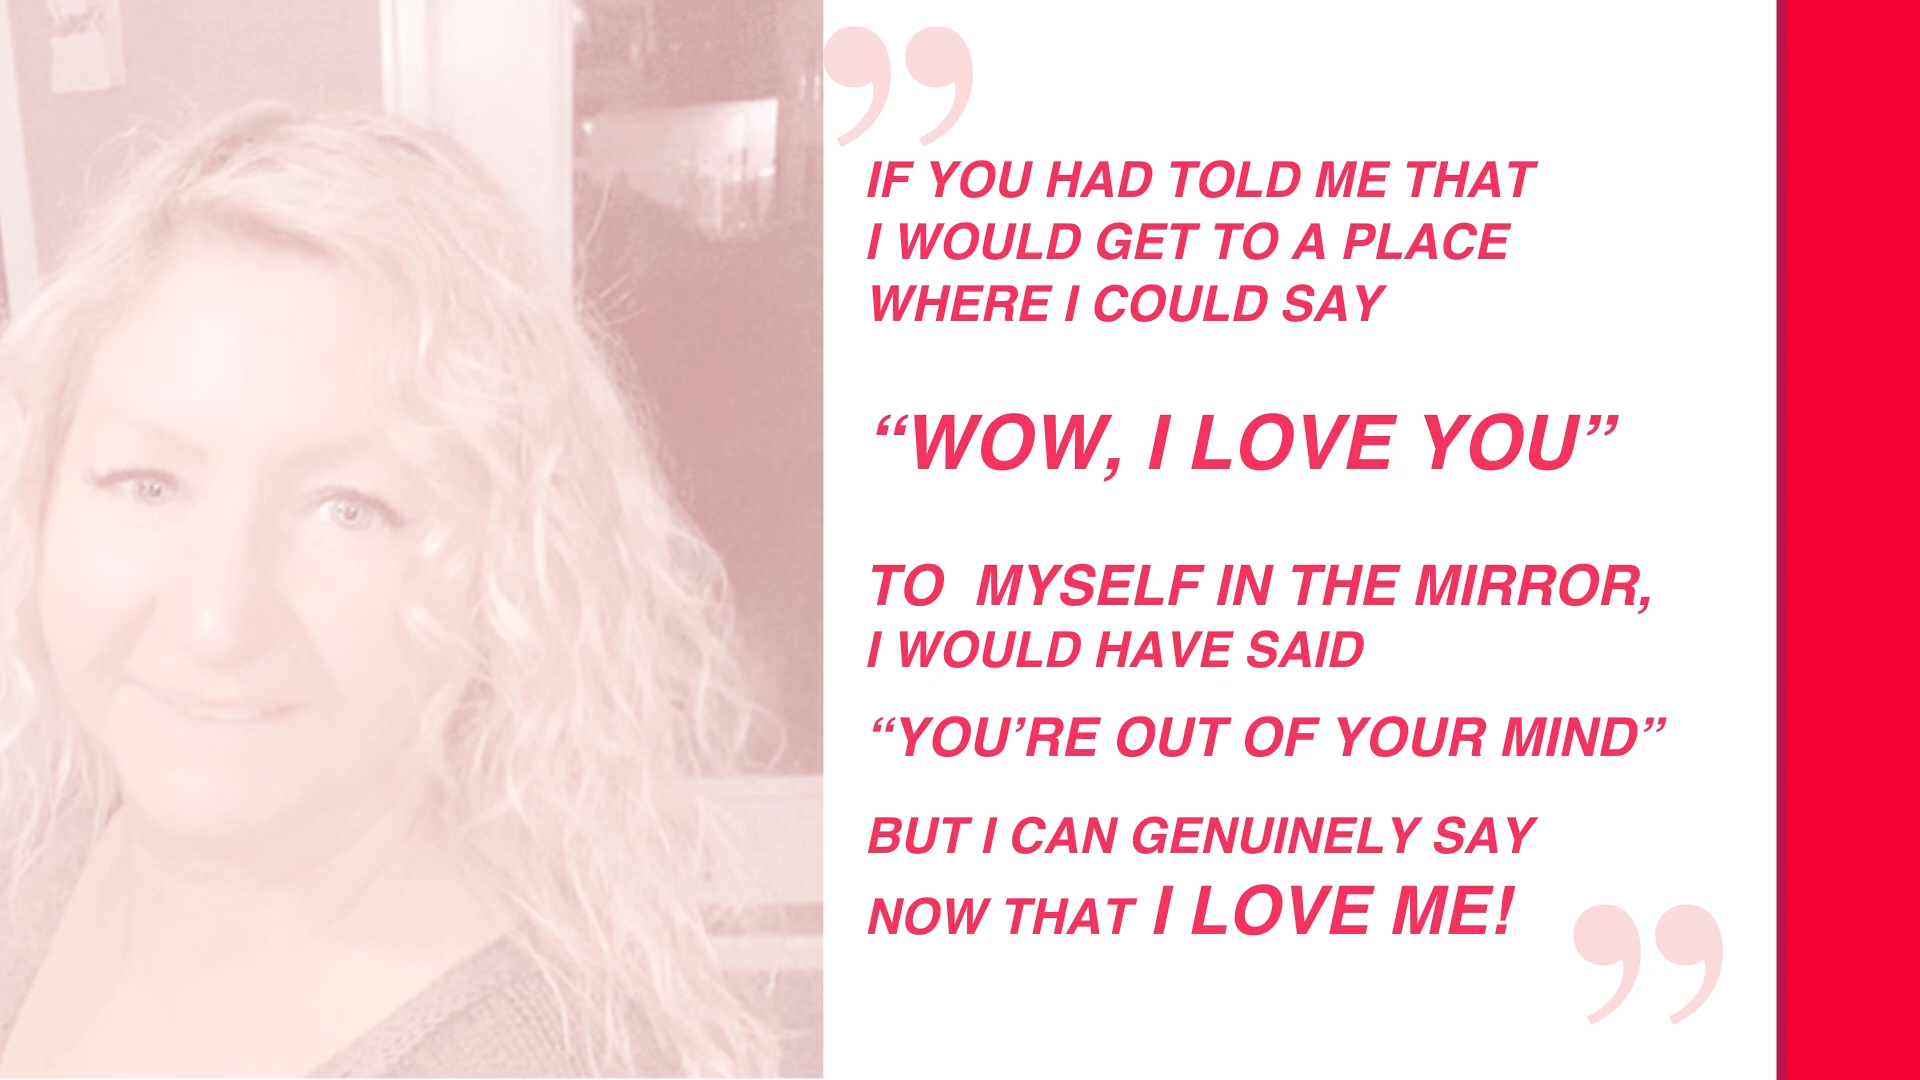 IF YOU HAD TOLD ME THAT
I WOULD GET TO A PLACE
WHERE I COULD SAY
“WOW, I LOVE YOU”
TO MYSELF IN THE MIRROR,
I WOULD HAVE SAID
“YOU’RE OUT OF YOUR MIND”
BUT I CAN GENUINELY SAY
NOW THAT I LOVE ME!
”